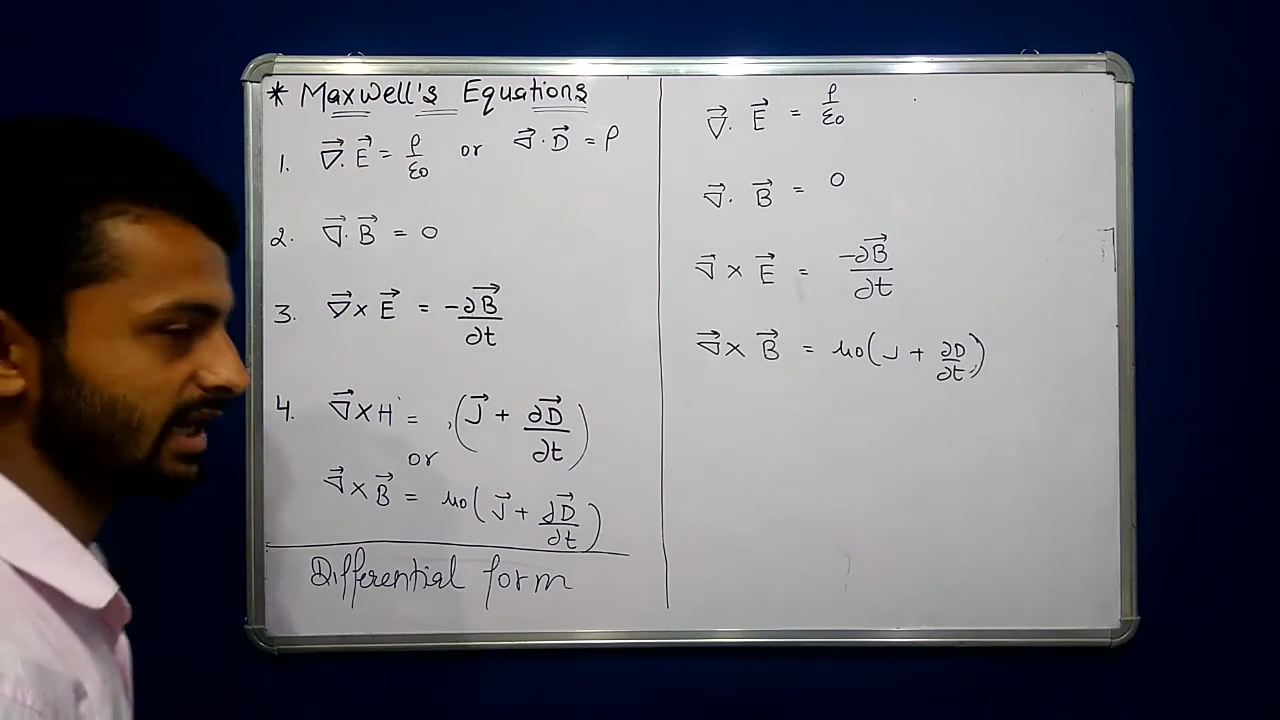 * Maxwell's Equations
1. ∇⃗ · E⃗ = ρ/ε0 or ∇⃗ · D⃗ = ρ
2. ∇⃗ · B⃗ = 0
3. ∇⃗ × E⃗ = -∂B⃗/∂t
4. ∇⃗ × H = (J⃗ + ∂D⃗/∂t)
or
∇⃗ × B⃗ = μ0(J⃗ + ∂D⃗/∂t)
Differential form
∇⃗ · E⃗ = ρ/ε0
∇⃗ · B⃗ = 0
∇⃗ × E⃗ = -∂B⃗/∂t
∇⃗ × B⃗ = μ0(J + ∂D/∂t)